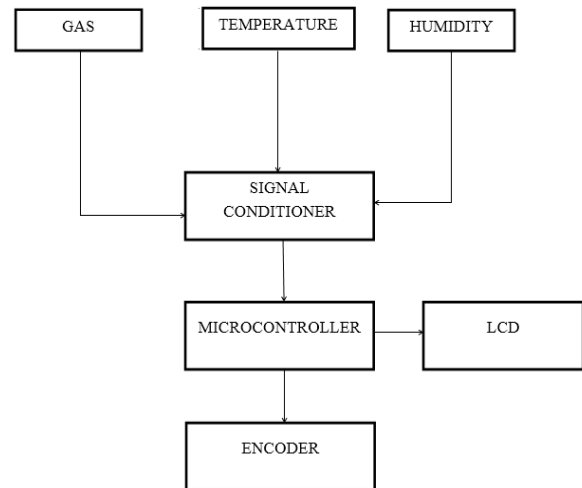 GAS
TEMPERATURE
HUMIDITY
SIGNAL
CONDITIONER
MICROCONTROLLER
LCD
ENCODER